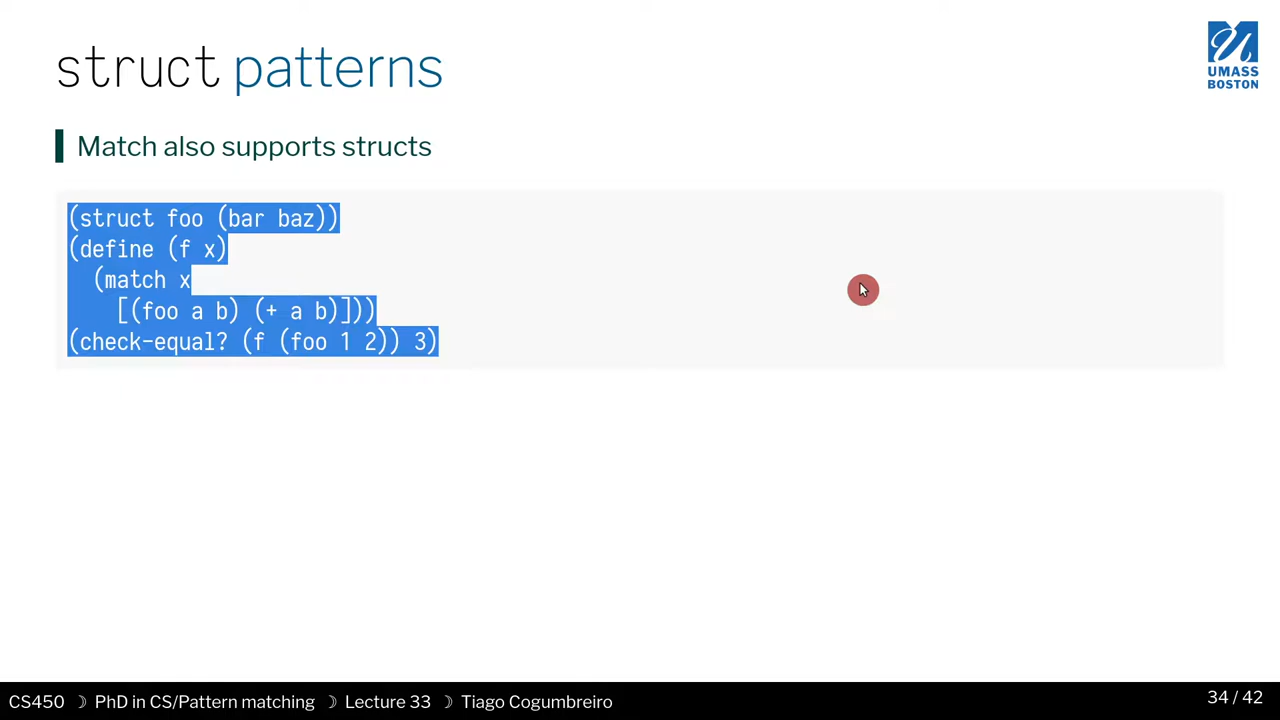 struct patterns
UMASS
BOSTON
Match also supports structs
(struct foo (bar baz))
(define (f x)
  (match x
    [(foo a b) (+ a b)]))
(check-equal? (f (foo 1 2)) 3)
CS450 ☽ PhD in CS/Pattern matching ☽ Lecture 33 ☽ Tiago Cogumbreiro
34 / 42